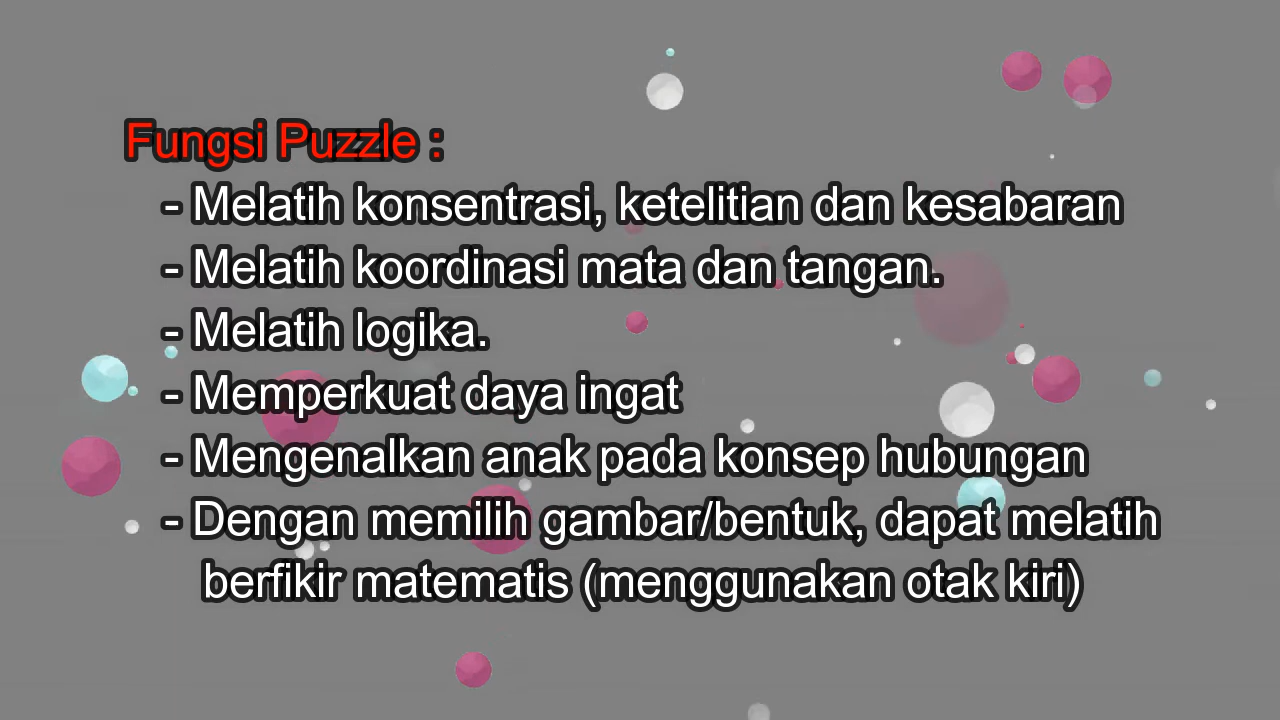 Fungsi Puzzle :
- Melatih konsentrasi, ketelitian dan kesabaran
- Melatih koordinasi mata dan tangan.
- Melatih logika.
- Memperkuat daya ingat
- Mengenalkan anak pada konsep hubungan
- Dengan memilih gambar/bentuk, dapat melatih
berfikir matematis (menggunakan otak kiri)